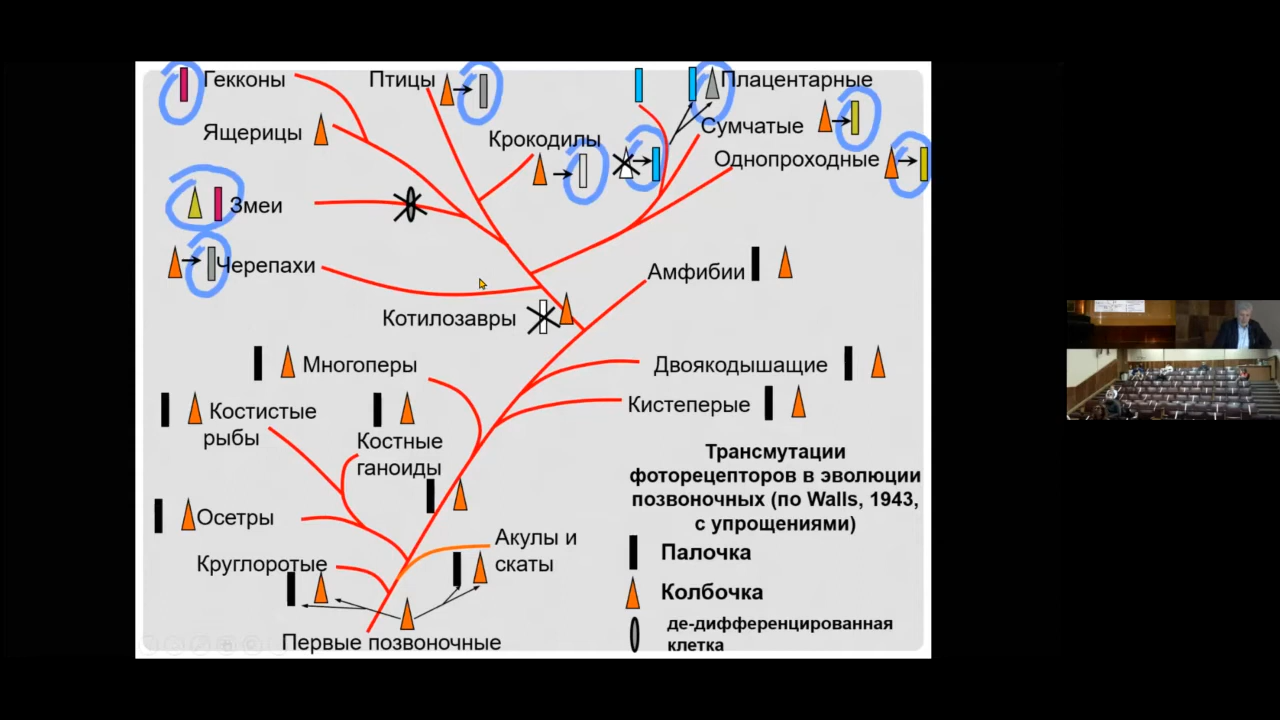 Гекконы
Птицы
Плацентарные
Ящерицы
Крокодилы
Сумчатые
Однопроходные
Змеи
Черепахи
Амфибии
Котилозавры
Многоперы
Двоякодышащие
Костистые
рыбы
Кистеперые
Костные
ганоиды
Осетры
Акулы и
скаты
Круглоротые
Первые позвоночные
Трансмутации
фоторецепторов в эволюции
позвоночных (по Walls, 1943,
с упрощениями)
Палочка
Колбочка
де-дифференцированная
клетка